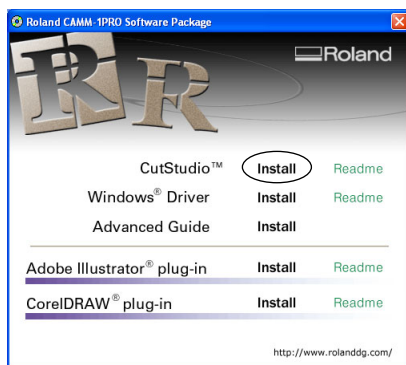 Roland CAMM-1PRO Software Package
Roland
CutStudio™ Install Readme
Windows® Driver Install Readme
Advanced Guide Install
Adobe Illustrator® plug-in Install Readme
CorelDRAW® plug-in Install Readme
http://www.rolanddg.com/